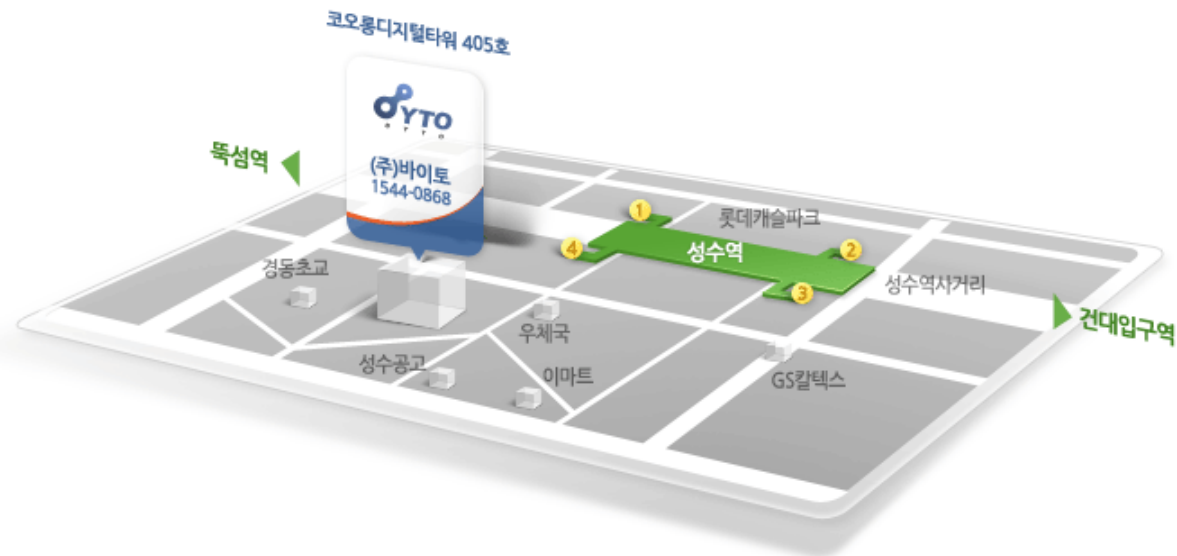 코오롱디지털타워 405호
YTO
BYTO
(주)바이토
1544-0868
뚝섬역
1
롯데캐슬파크
4
성수역
2
경동초교
3
성수역사거리
우체국
건대입구역
성수공고
이마트
GS칼텍스